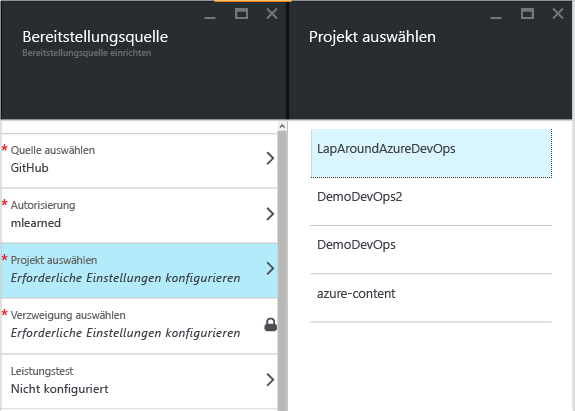 Bereitstellungsquelle
Bereitstellungsquelle einrichten
* Quelle auswählen
GitHub
* Autorisierung
mlearned
* Projekt auswählen
Erforderliche Einstellungen konfigurieren
* Verzweigung auswählen
Erforderliche Einstellungen konfigurieren
Leistungstest
Nicht konfiguriert
Projekt auswählen
LapAroundAzureDevOps
DemoDevOps2
DemoDevOps
azure-content